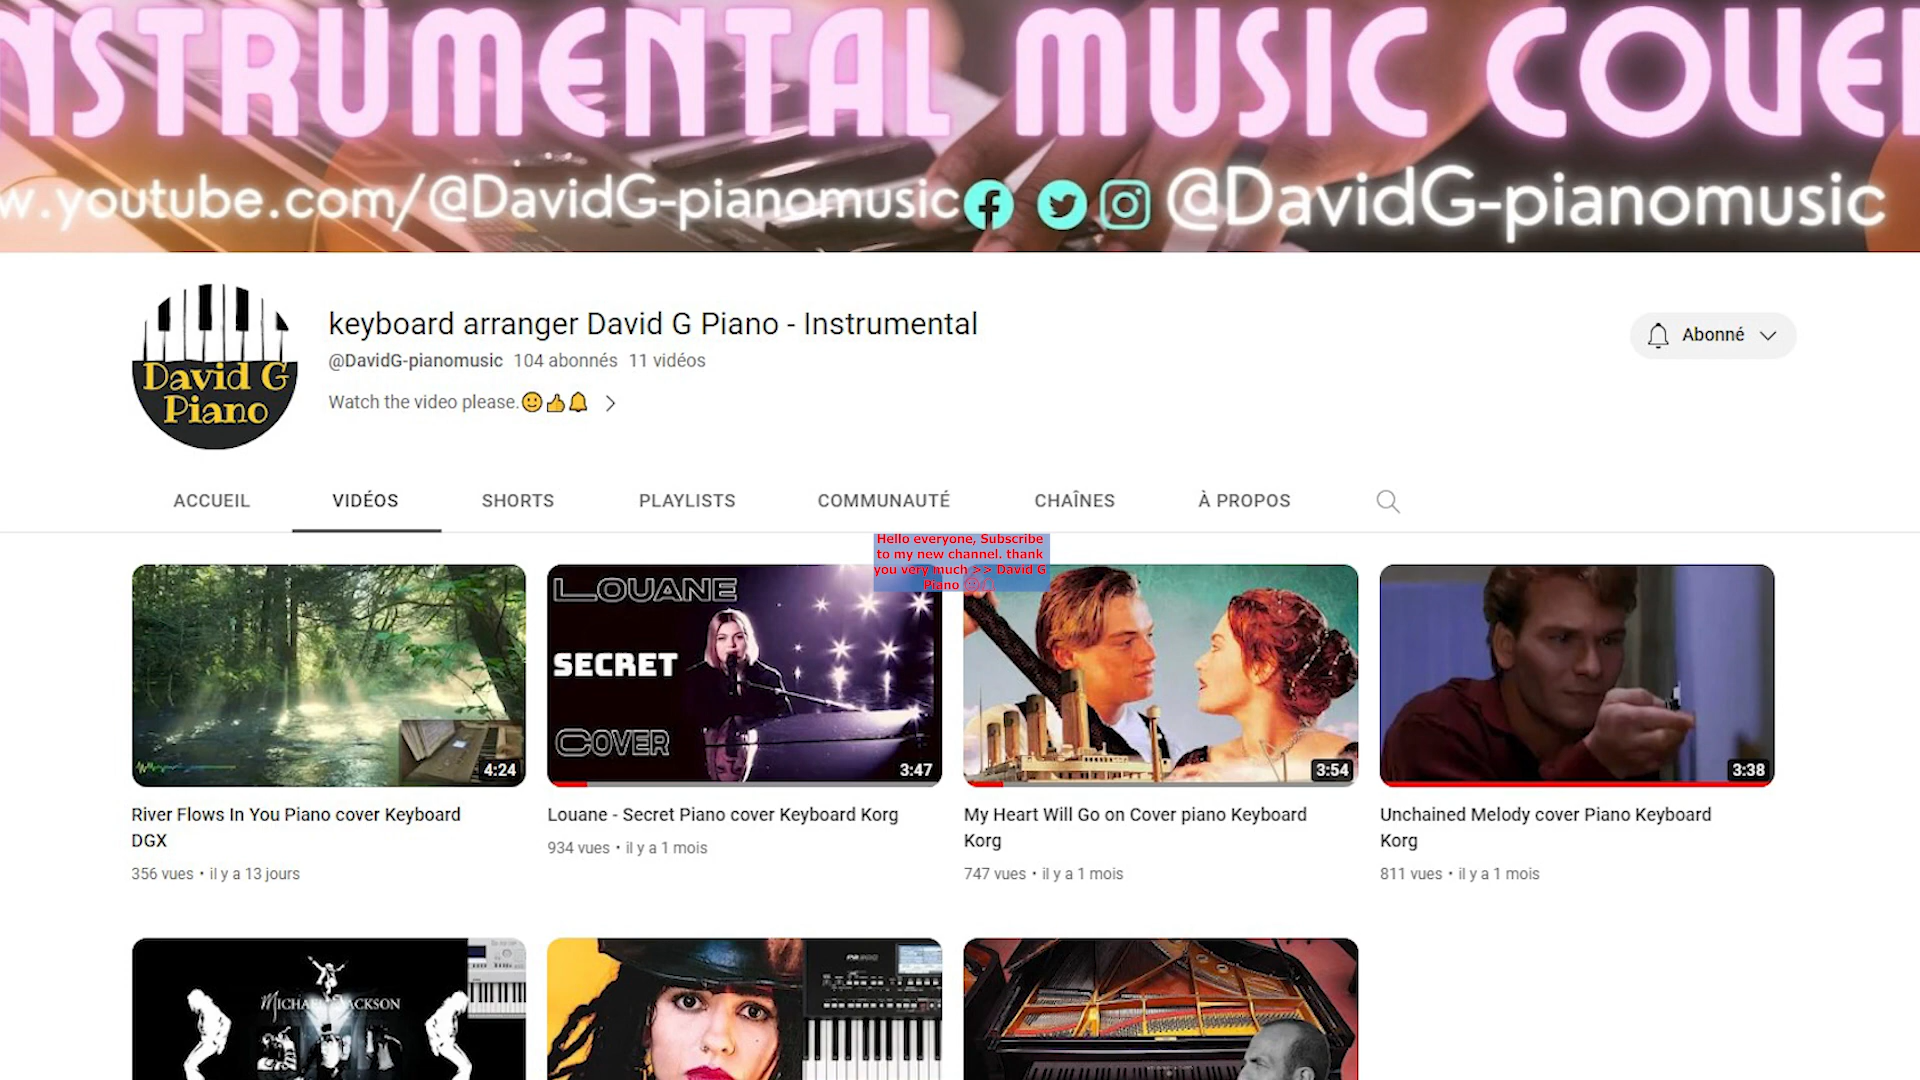 NSTRUMENTAL MUSIC COVE
w.youtube.com/@DavidG-pianomusic @DavidG-pianomusic
David G
Piano
keyboard arranger David G Piano - Instrumental
@DavidG-pianomusic 104 abonnés 11 vidéos
Watch the video please.🙂👍🔔
Abonné
ACCUEIL VIDÉOS SHORTS PLAYLISTS COMMUNAUTÉ CHAÎNES À PROPOS
Hello everyone, Subscribe
to my new channel. thank
you very much >> David G
Piano
4:24
LOUANE
SECRET
COVER
3:47
3:54
3:38
River Flows In You Piano cover Keyboard
DGX
356 vues • il y a 13 jours
Louane - Secret Piano cover Keyboard Korg
934 vues • il y a 1 mois
My Heart Will Go on Cover piano Keyboard
Korg
747 vues • il y a 1 mois
Unchained Melody cover Piano Keyboard
Korg
811 vues • il y a 1 mois
MICHAEL JACKSON